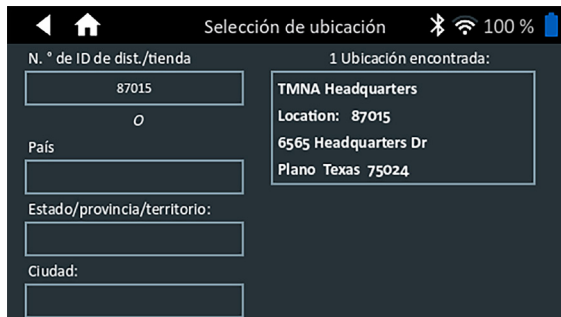 Selección de ubicación 100 %
N. ° de ID de dist./tienda
87015
O
País
Estado/provincia/territorio:
Ciudad:
1 Ubicación encontrada:
TMNA Headquarters
Location: 87015
6565 Headquarters Dr
Plano Texas 75024